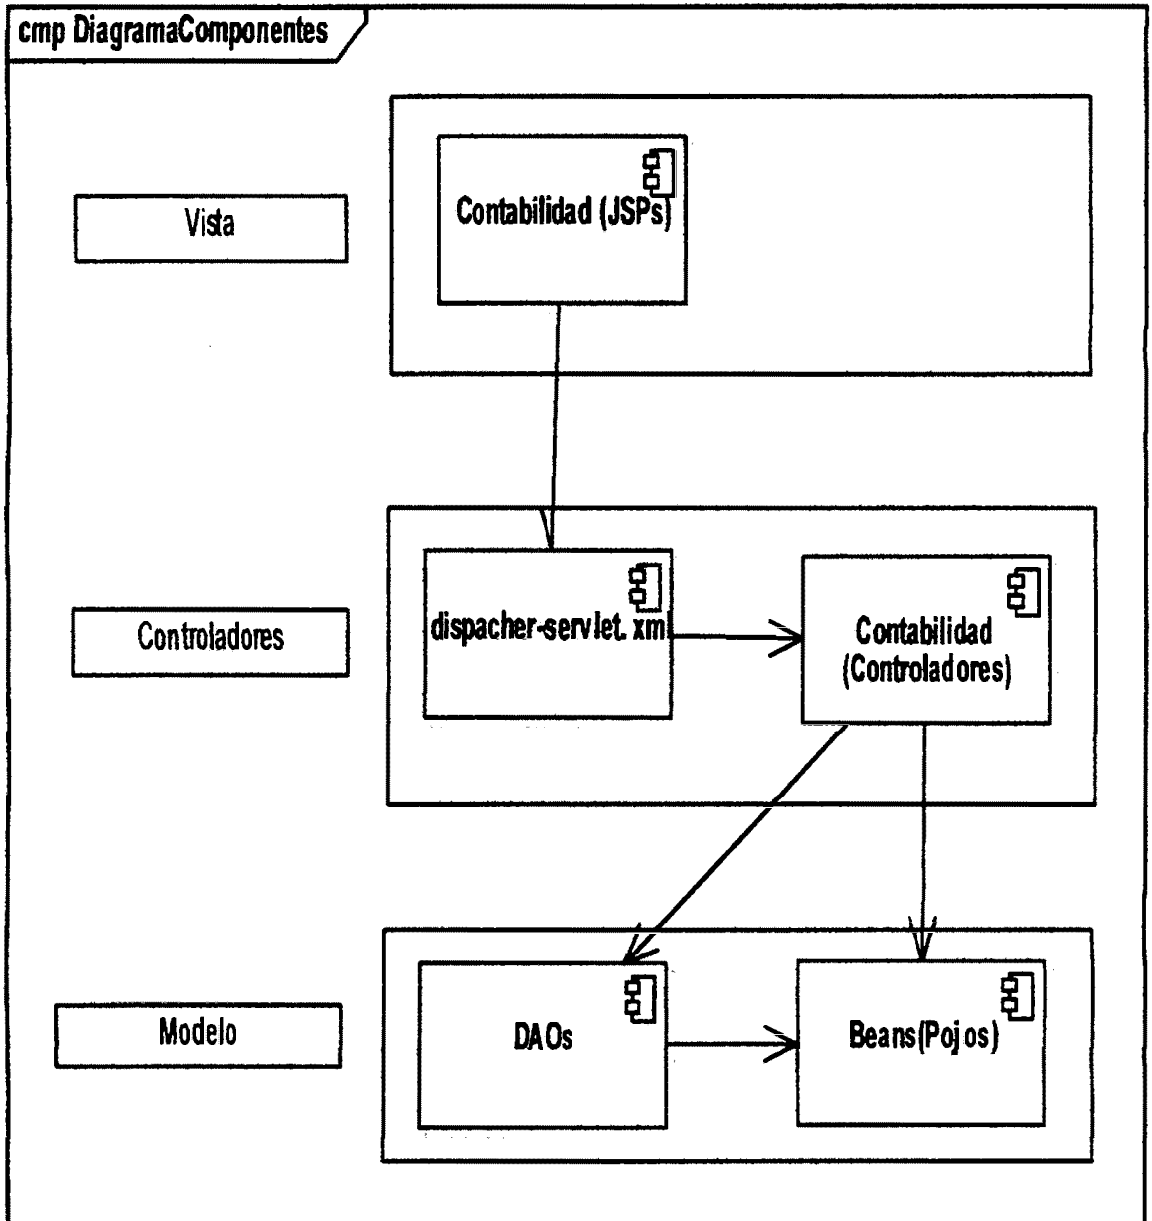 cmp DiagramaComponentes
Vista
Contabilidad (JSPs)
Controladores
dispacher-servlet. xml
Contabilidad
(Controladores)
Modelo
DAOs
Beans(Pojos)